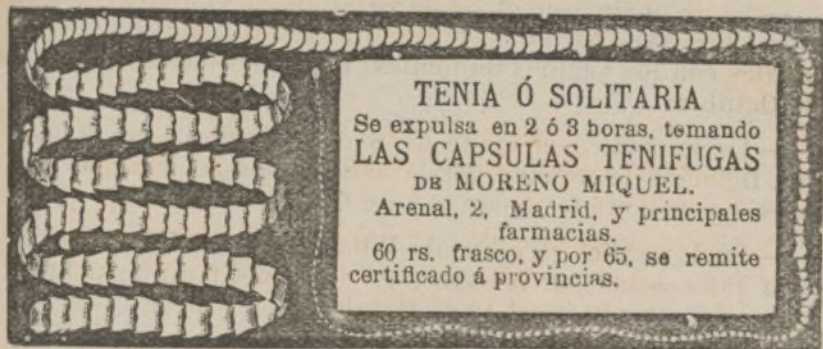 TENIA Ó SOLITARIA
Se expulsa en 2 ó 3 horas, temando
LAS CAPSULAS TENIFUGAS
DE MORENO MIQUEL.
Arenal, 2, Madrid, y principales
farmacias.
60 rs. frasco, y por 65, se remite
certificado á provincias.